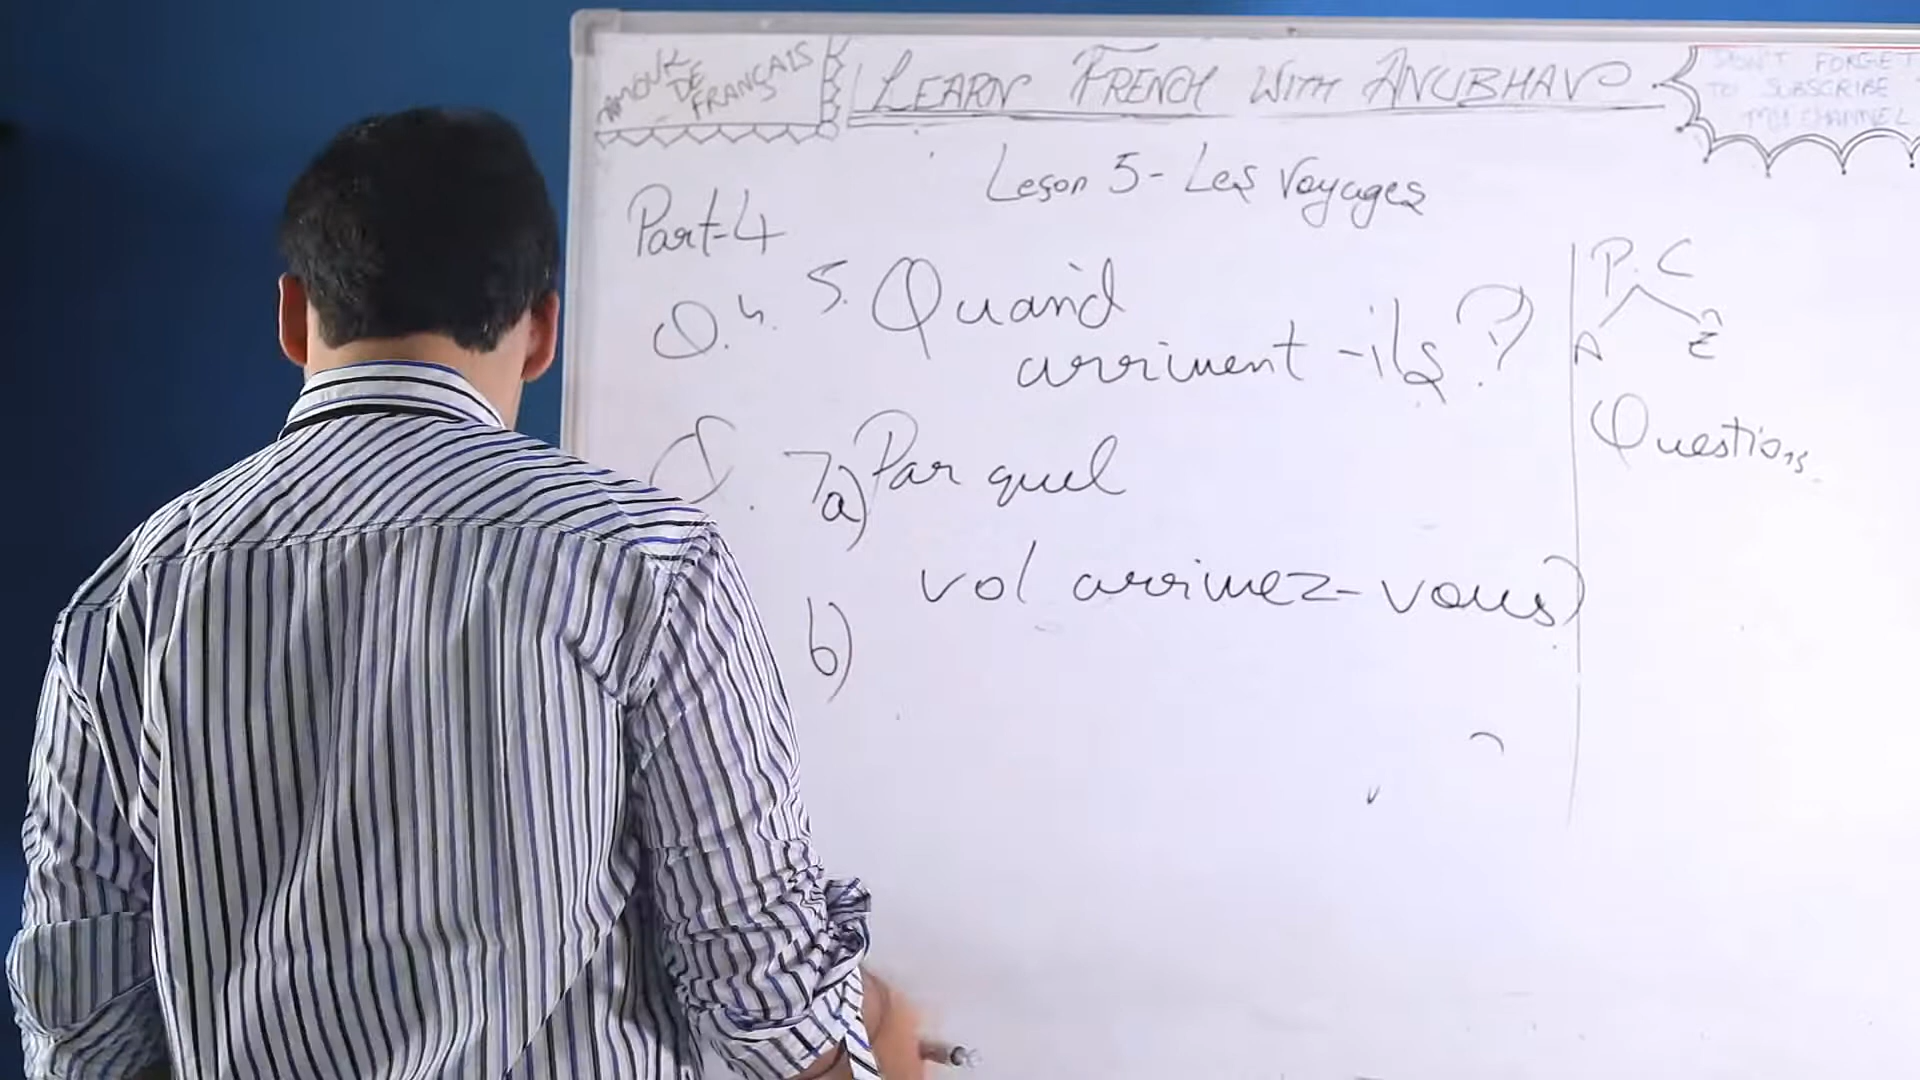 AMOUR
DE
FRANÇAIS
LEARN FRENCH WITH ANUBHAV
DON'T FORGET
TO SUBSCRIBE
MY CHANNEL
Leson 5 - Les Voyages
Part-4
Q.4. 5. Quand
arrivent-ils?
7 a) Par quel
vol arrivez-vous?
b)
P.C
A E
Questions